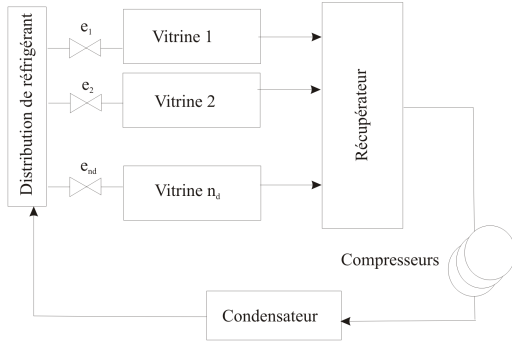 Distribution de réfrigérant
e1
Vitrine 1
e2
Vitrine 2
end
Vitrine nd
Récupérateur
Compresseurs
Condensateur